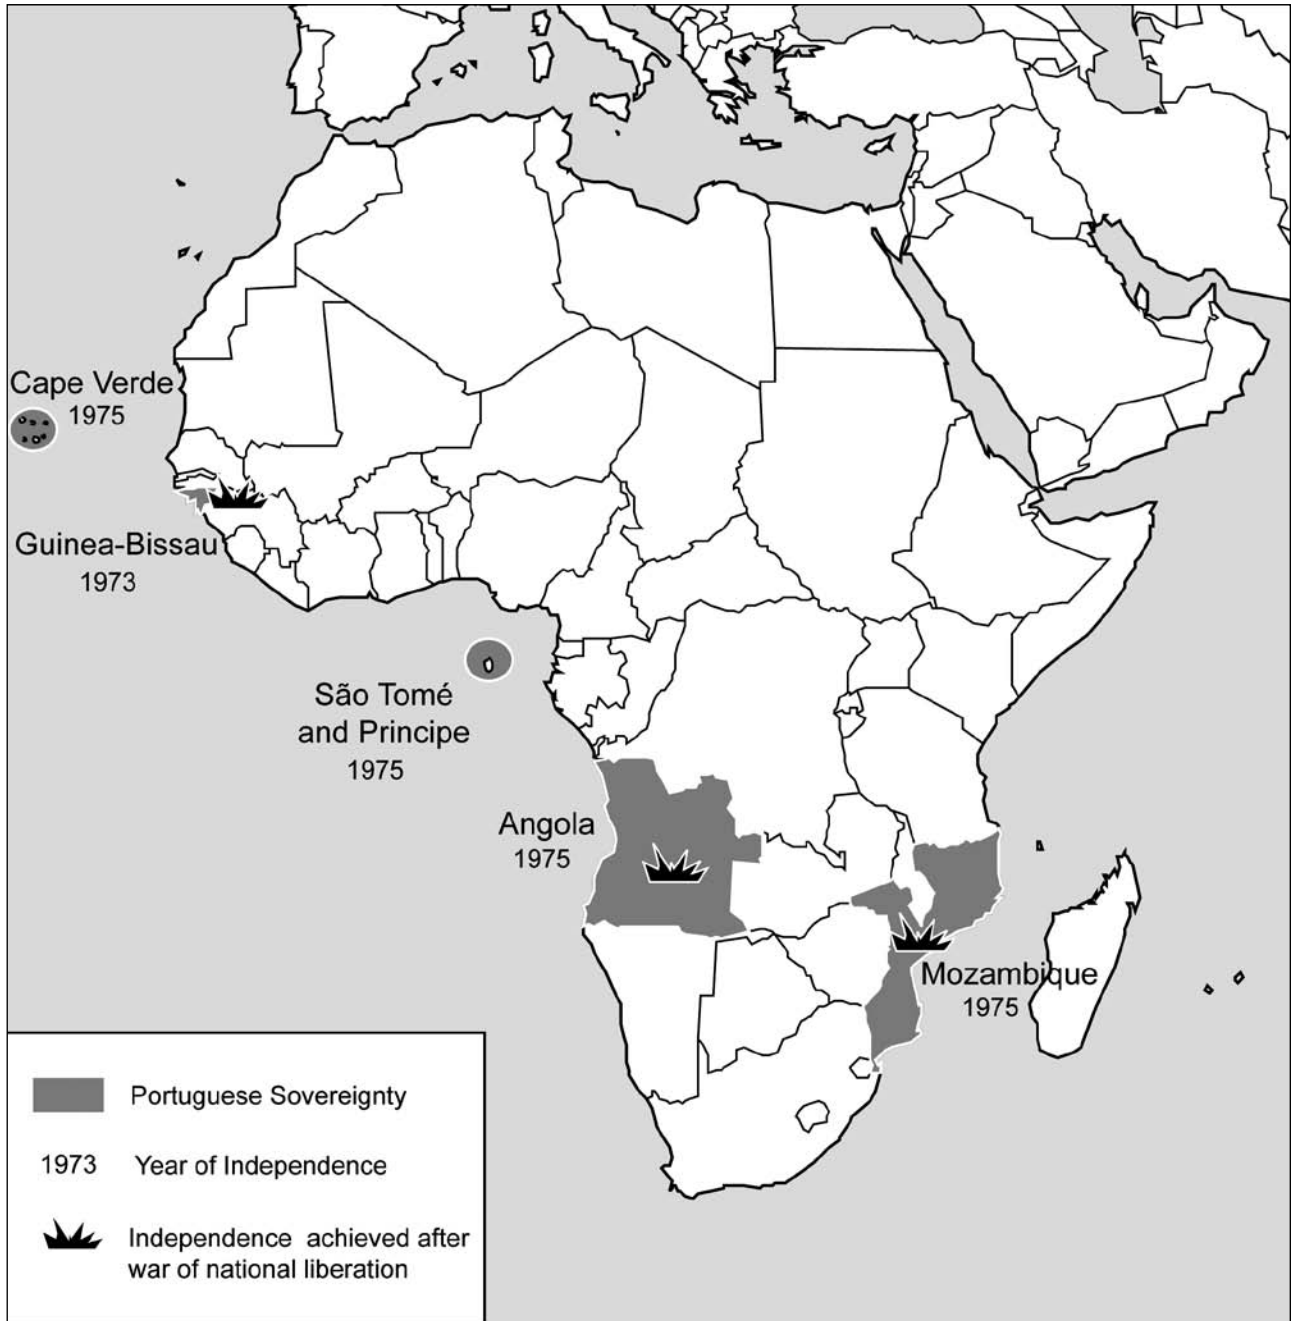 Cape Verde
1975
Guinea-Bissau
1973
São Tomé
and Principe
1975
Angola
1975
Mozambique
1975
Portuguese Sovereignty
1973 Year of Independence
Independence achieved after
war of national liberation